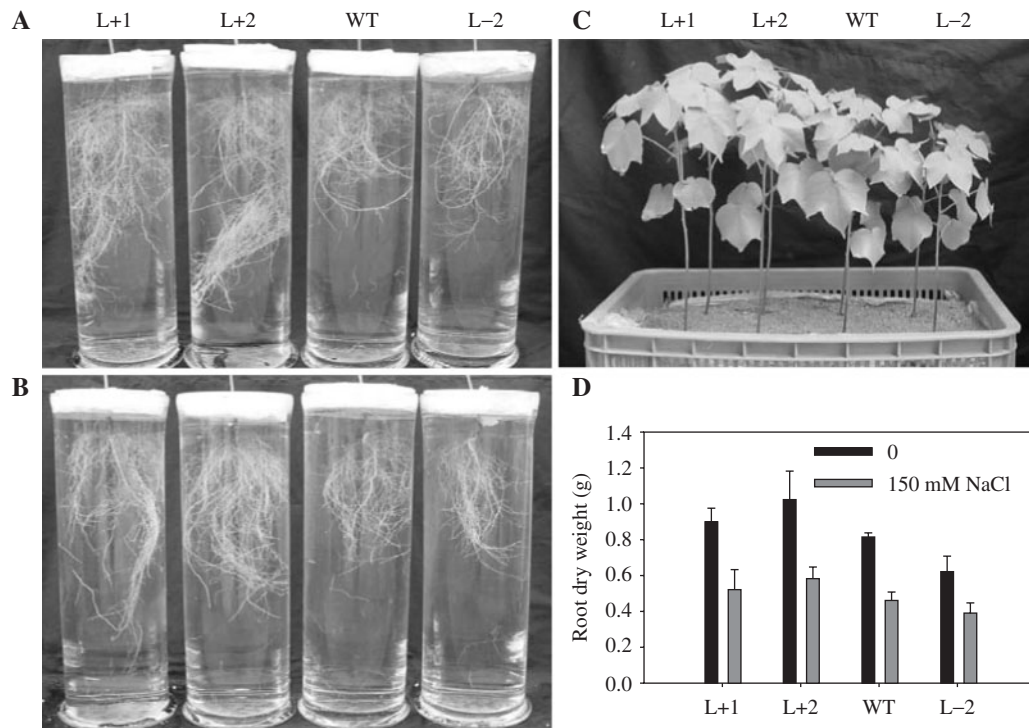 A
L+1 L+2 WT L−2
C
L+1 L+2 WT L−2
B
D
Root dry weight (g)
1.4
1.2
1.0
0.8
0.6
0.4
0.2
0.0
0
150 mM NaCl
L+1 L+2 WT L−2